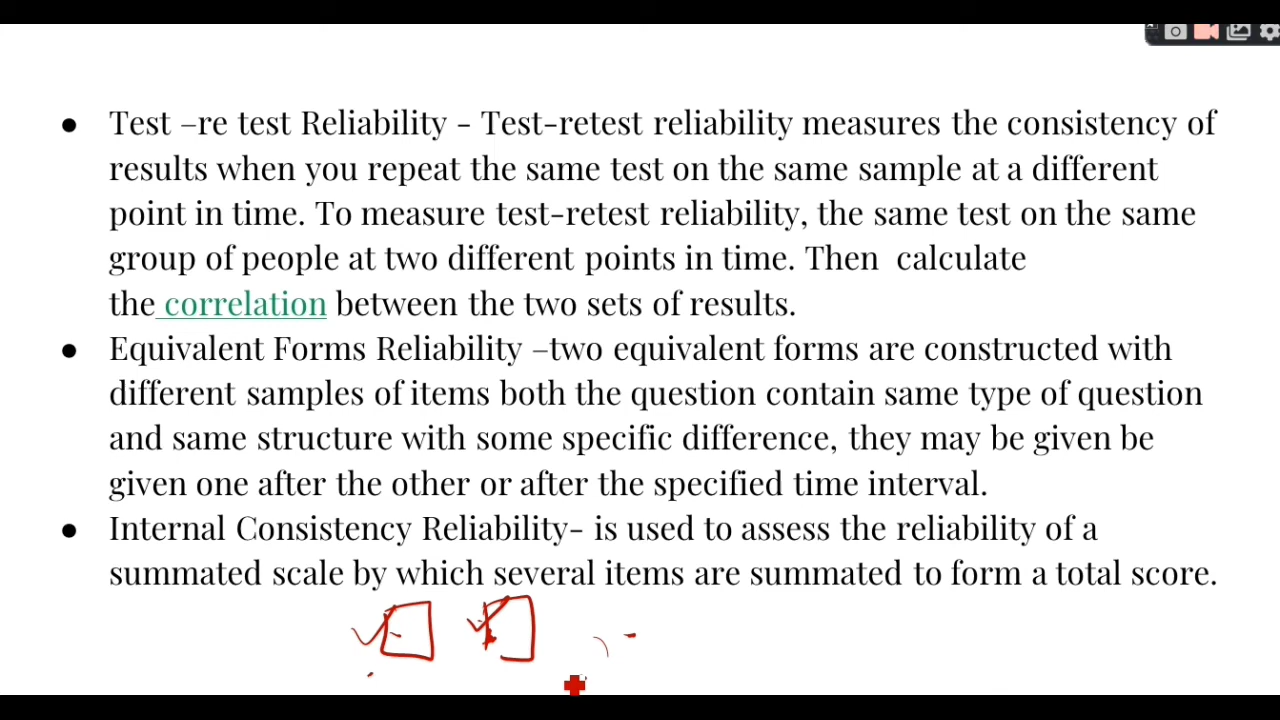 ● Test –re test Reliability - Test-retest reliability measures the consistency of
results when you repeat the same test on the same sample at a different
point in time. To measure test-retest reliability, the same test on the same
group of people at two different points in time. Then calculate
the correlation between the two sets of results.
● Equivalent Forms Reliability –two equivalent forms are constructed with
different samples of items both the question contain same type of question
and same structure with some specific difference, they may be given be
given one after the other or after the specified time interval.
● Internal Consistency Reliability- is used to assess the reliability of a
summated scale by which several items are summated to form a total score.